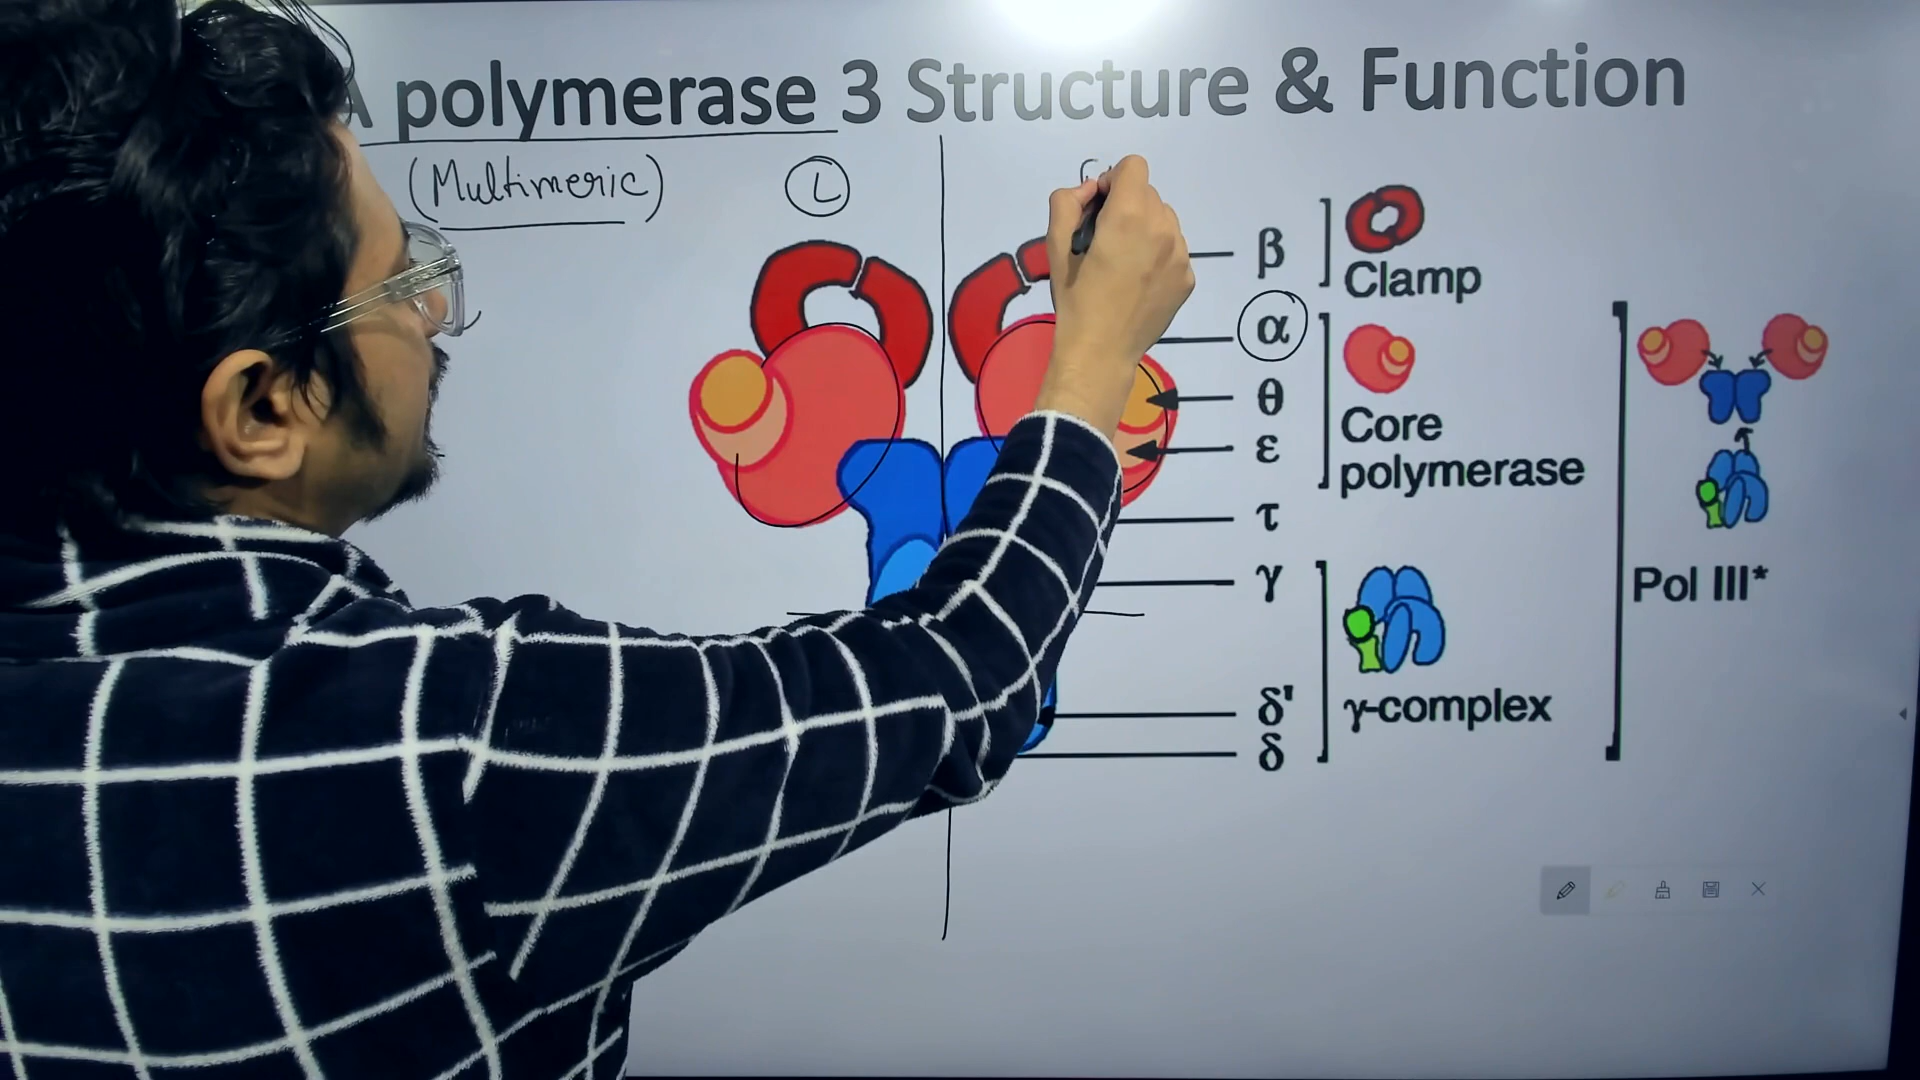 A polymerase 3 Structure & Function
(Multimeric)
L
β
Clamp
α
θ
Core
polymerase
ε
τ
γ
Pol III*
δ'
γ-complex
δ